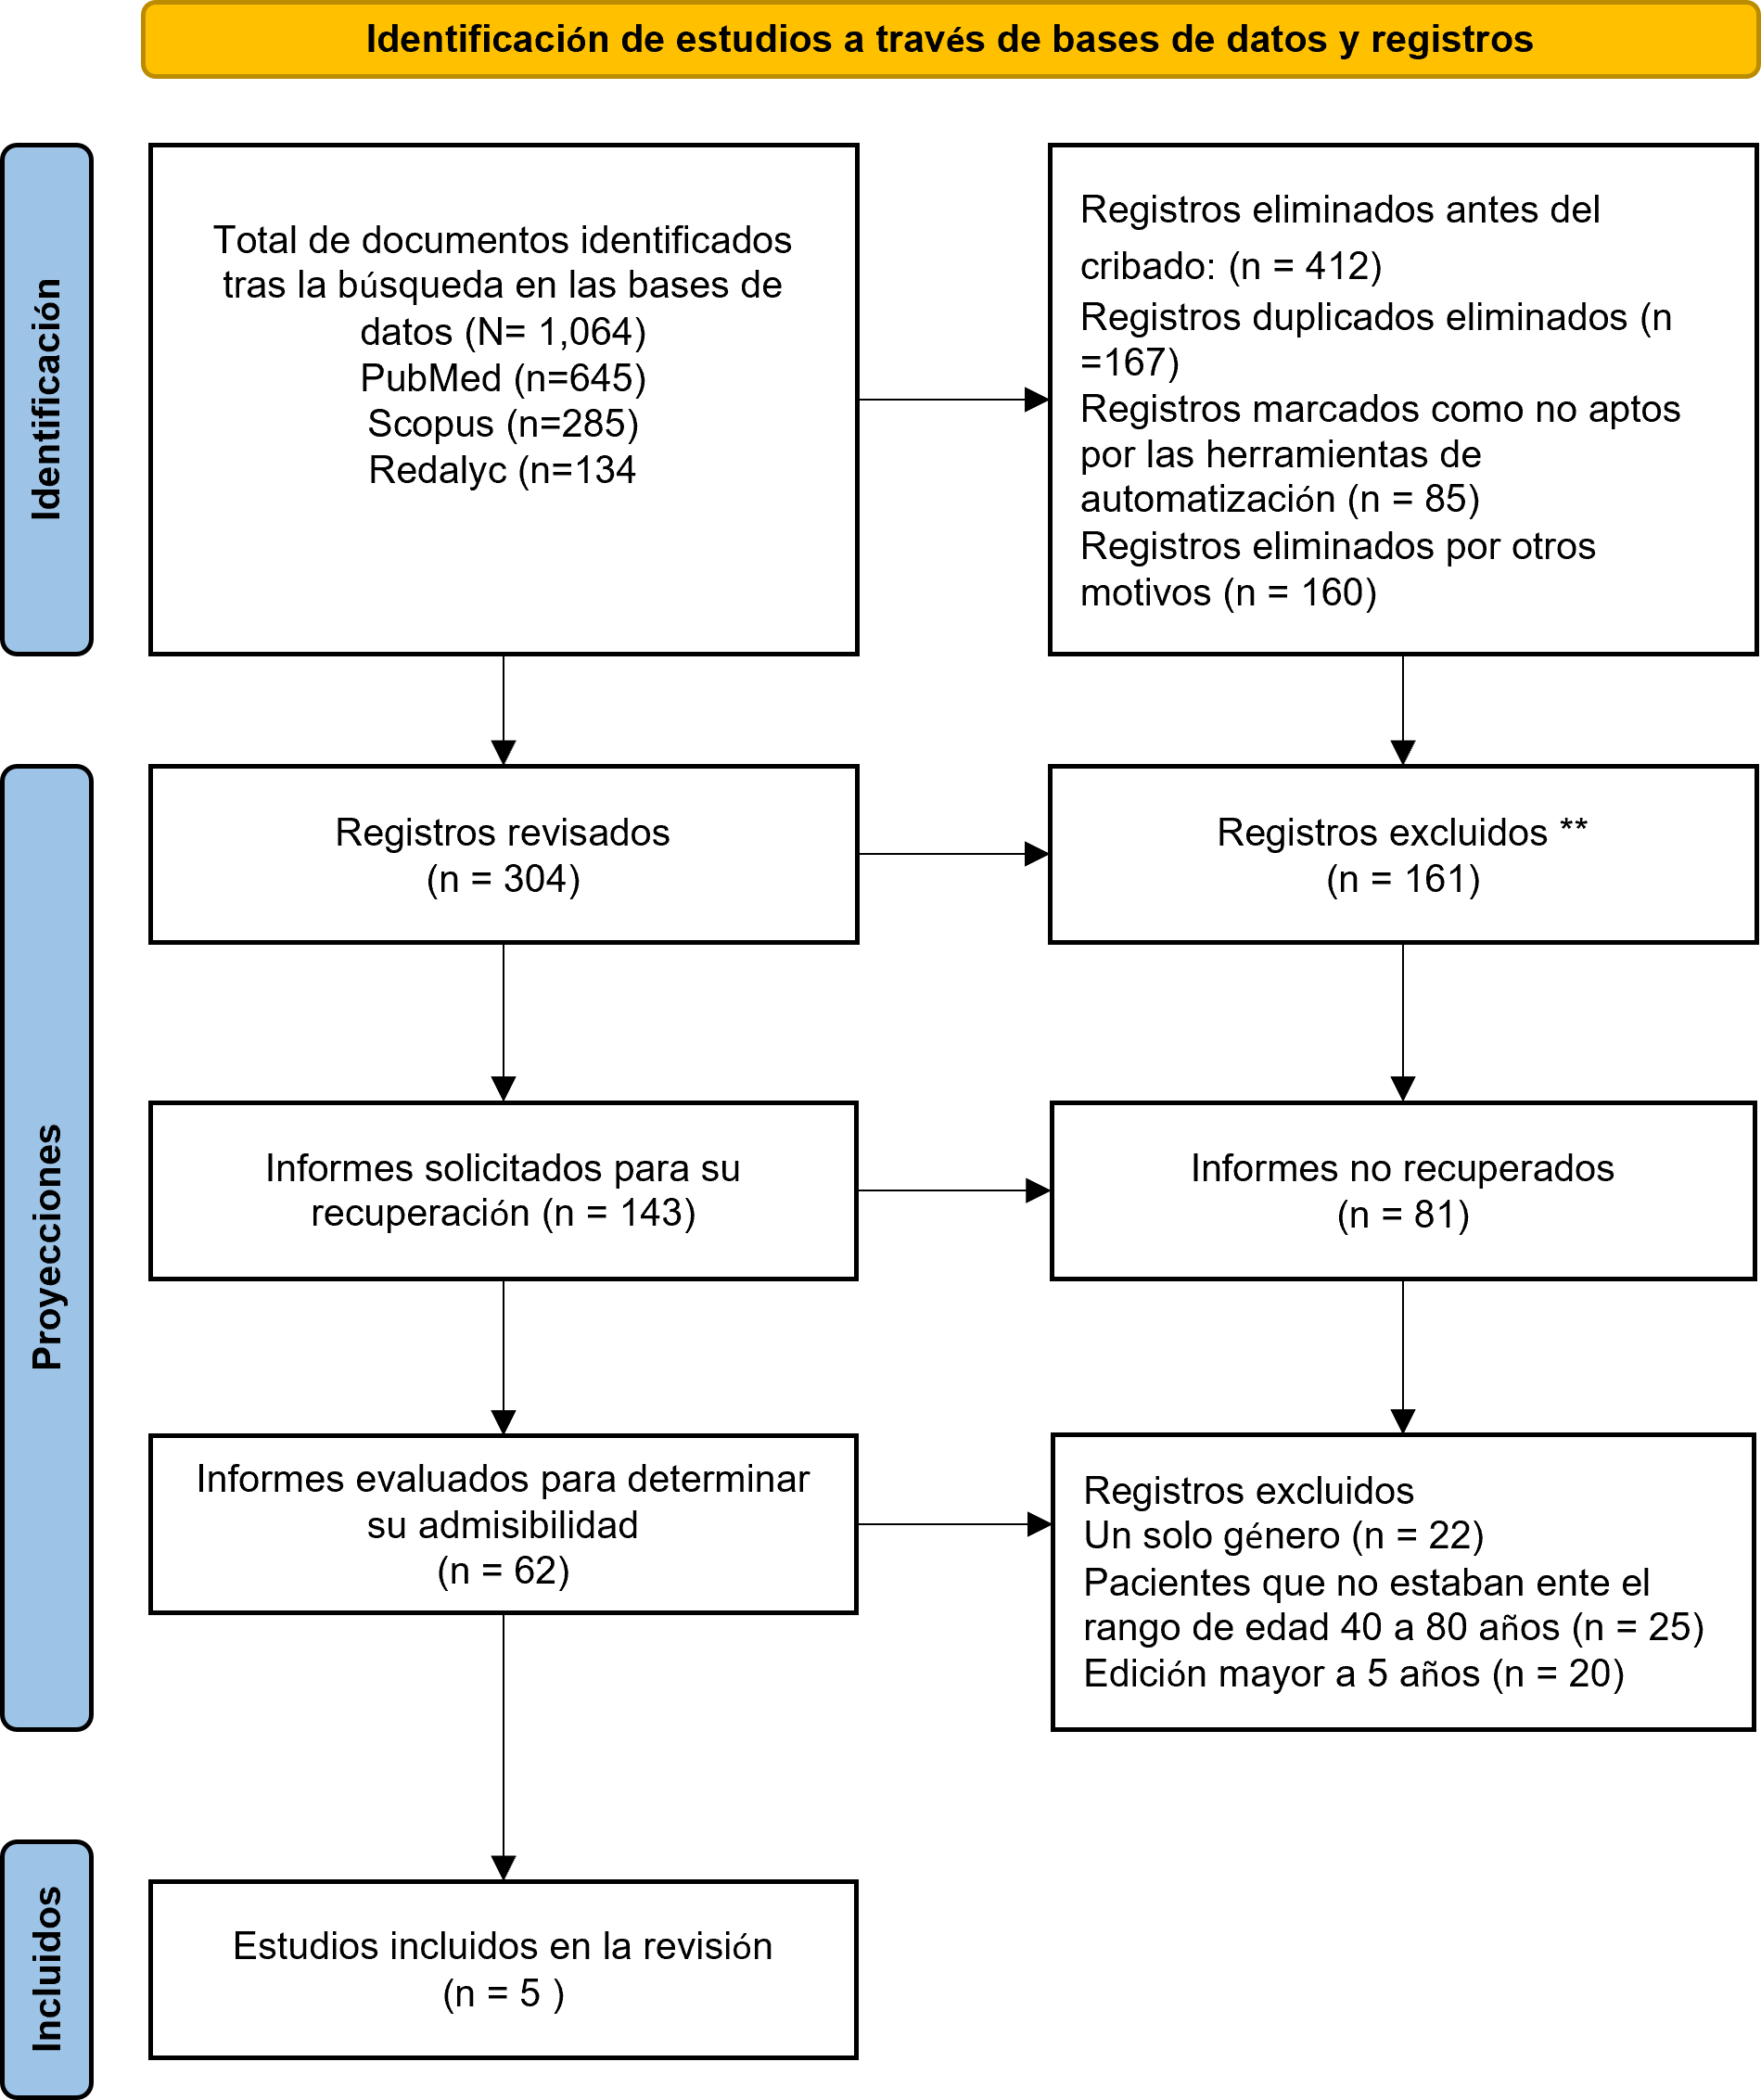 Identificación de estudios a través de bases de datos y registros
Identificación
Total de documentos identificados
tras la búsqueda en las bases de
datos (N= 1,064)
PubMed (n=645)
Scopus (n=285)
Redalyc (n=134
Registros eliminados antes del
cribado: (n = 412)
Registros duplicados eliminados (n
=167)
Registros marcados como no aptos
por las herramientas de
automatización (n = 85)
Registros eliminados por otros
motivos (n = 160)
Proyecciones
Registros revisados
(n = 304)
Registros excluidos **
(n = 161)
Informes solicitados para su
recuperación (n = 143)
Informes no recuperados
(n = 81)
Informes evaluados para determinar
su admisibilidad
(n = 62)
Registros excluidos
Un solo género (n = 22)
Pacientes que no estaban ente el
rango de edad 40 a 80 años (n = 25)
Edición mayor a 5 años (n = 20)
Incluidos
Estudios incluidos en la revisión
(n = 5 )